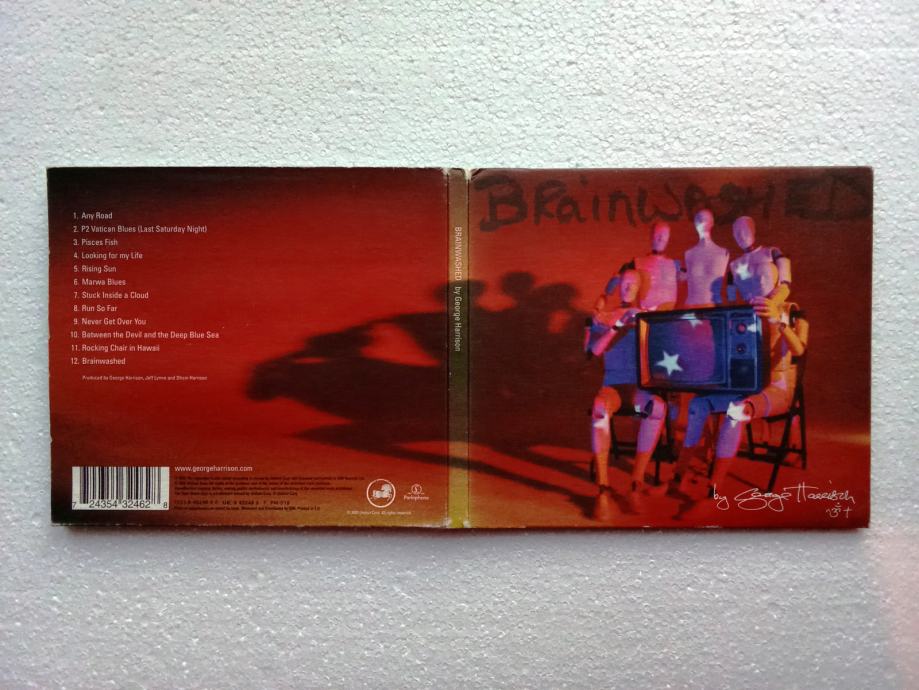 1. Any Road
2. P2 Vatican Blues (Last Saturday Night)
3. Pisces Fish
4. Looking for my Life
5. Rising Sun
6. Marwa Blues
7. Stuck Inside a Cloud
8. Run So Far
9. Never Get Over You
10. Between the Devil and the Deep Blue Sea
11. Rocking Chair in Hawaii
12. Brainwashed
Produced by George Harrison, Jeff Lynne and Dhani Harrison
www.georgeharrison.com
7 24354 32462 8
Parlophone
BRAINWASHED by George Harrison
BRainWASHED
by George Harrison
ॐ †